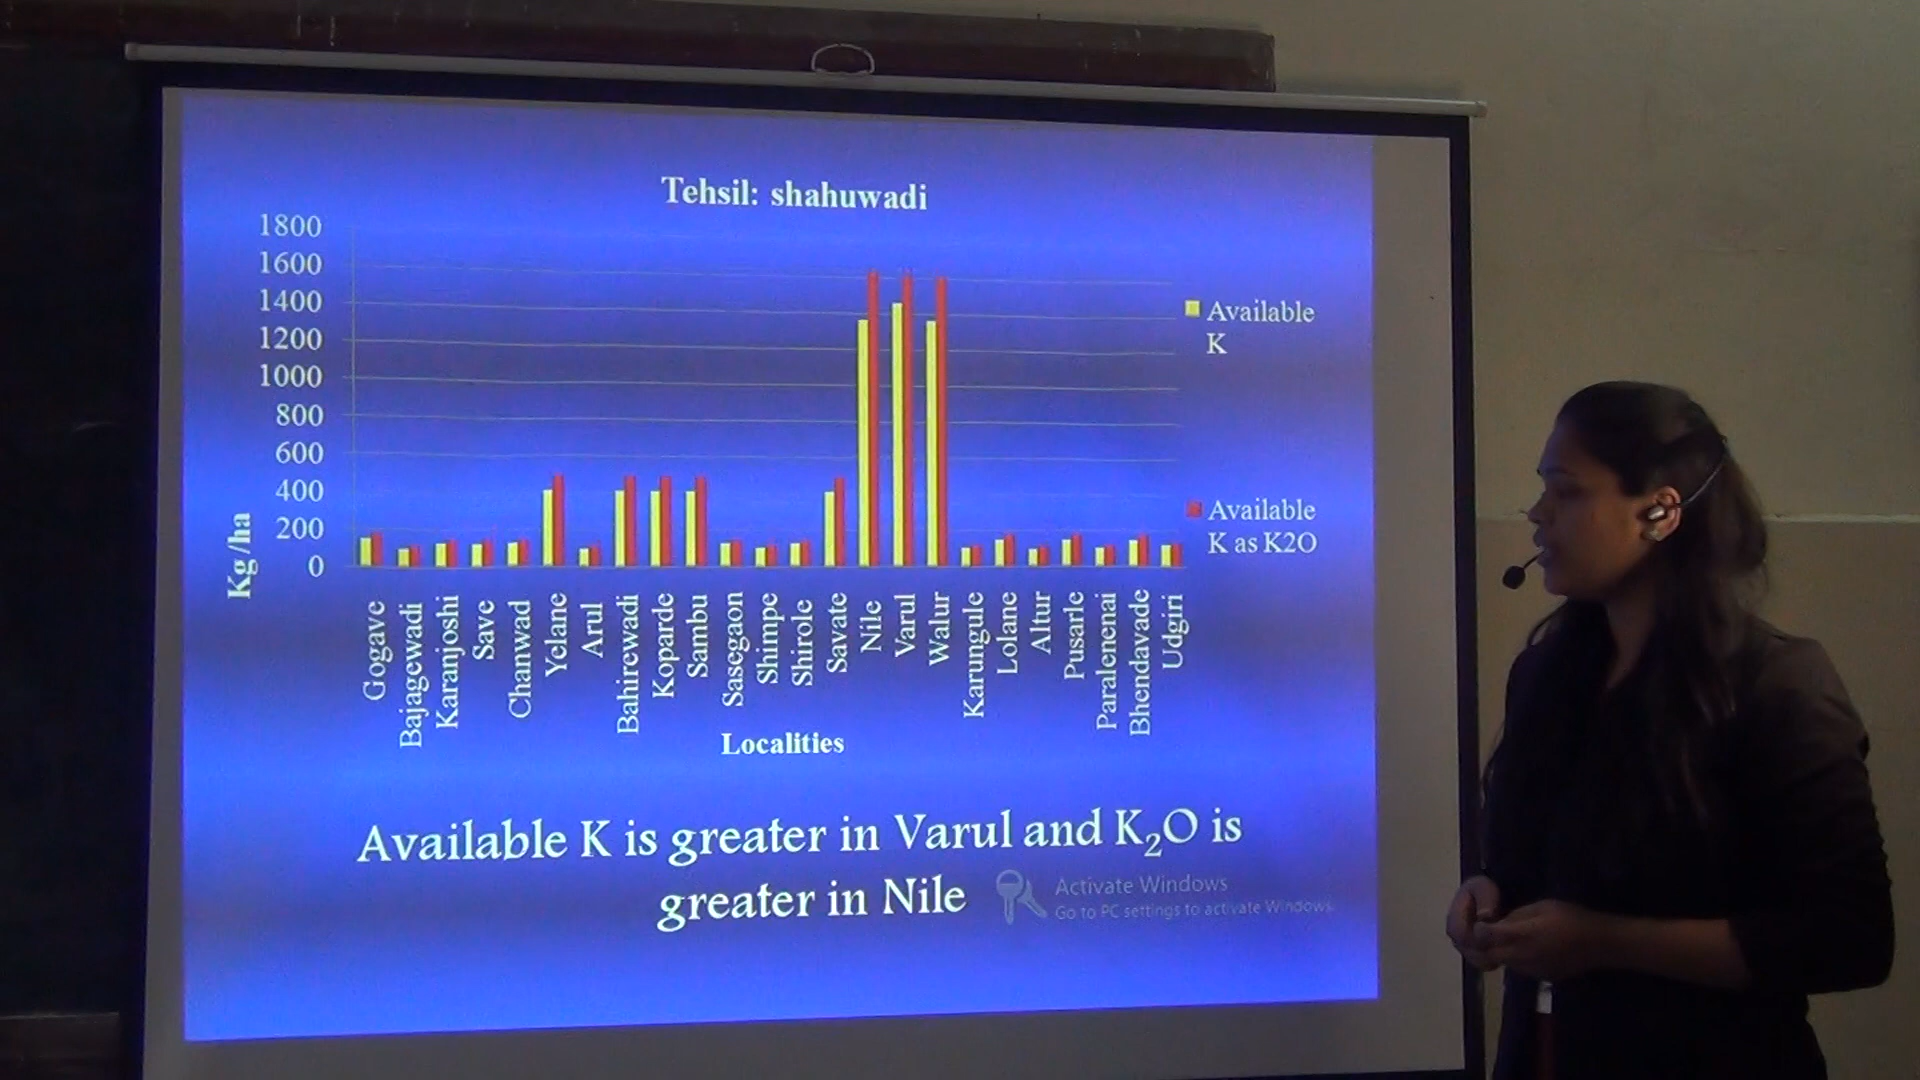 Tehsil: shahuwadi
1800
1600
1400
1200
1000
800
600
400
200
0
Kg/ha
Available
K
Available
K as K2O
Gogave
Bajagewadi
Karanjoshi
Save
Chanwad
Yelane
Arul
Bahirewadi
Koparde
Sambu
Sasegaon
Shimpe
Shirole
Savate
Nile
Varul
Walur
Karungule
Lolane
Altur
Pusarle
Paralenenai
Bhendavade
Udgiri
Localities
Available K is greater in Varul and K₂O is
greater in Nile
Activate Windows
Go to PC settings to activate Windows.